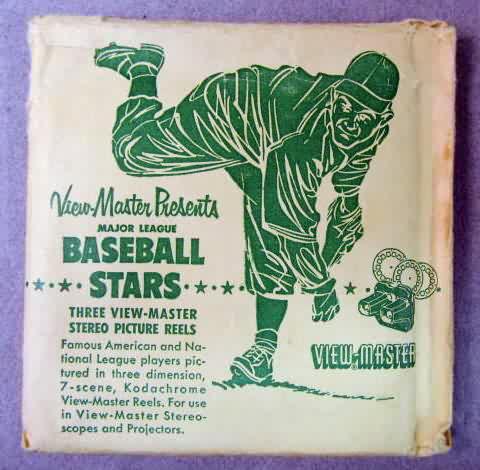 View-Master Presents
MAJOR LEAGUE
BASEBALL
STARS
THREE VIEW-MASTER
STEREO PICTURE REELS
Famous American and Na-
tional League players pic-
tured in three dimension,
7-scene, Kodachrome
View-Master Reels. For use
in View-Master Stereo-
scopes and Projectors.
VIEW-MASTER